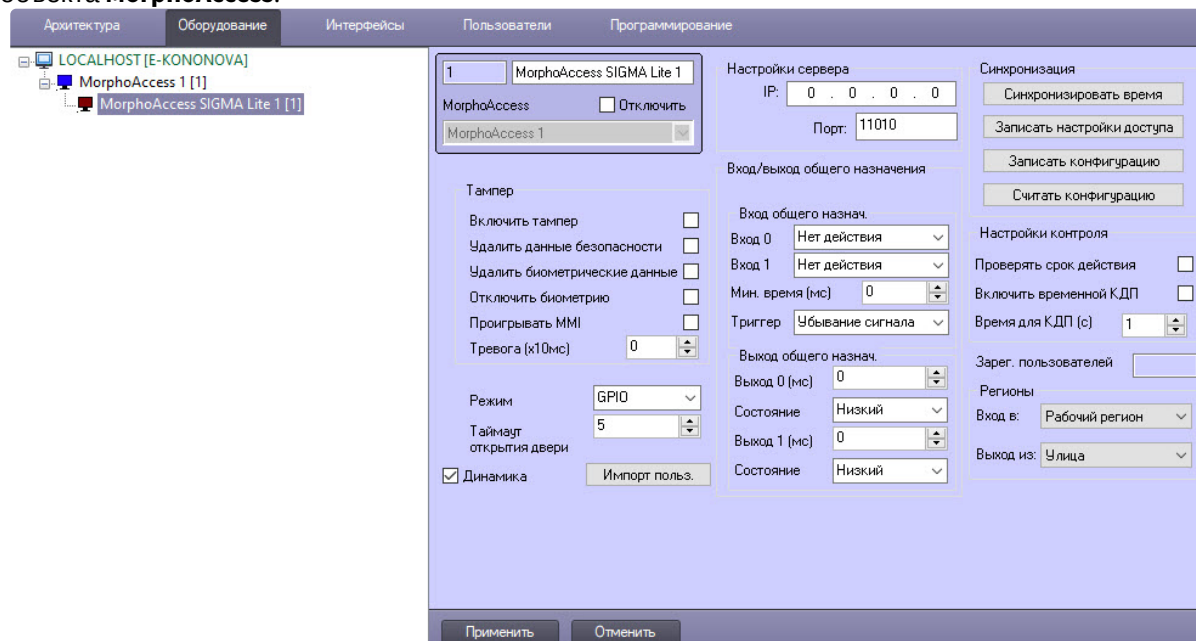 объекта MorphoAccess.
Архитектура Оборудование Интерфейсы Пользователи Программирование
LOCALHOST [E-KONONOVA]
MorphoAccess 1 [1]
MorphoAccess SIGMA Lite 1 [1]
1 MorphoAccess SIGMA Lite 1
MorphoAccess Отключить
MorphoAccess 1
Тампер
Включить тампер
Удалить данные безопасности
Удалить биометрические данные
Отключить биометрию
Проигрывать MMI
Тревога (x10мс) 0
Режим GPIO
Таймаут 5
открытия двери
Динамика Импорт польз.
Настройки сервера
IP: 0 . 0 . 0 . 0
Порт: 11010
Вход/выход общего назначения
Вход общего назнач.
Вход 0 Нет действия
Вход 1 Нет действия
Мин. время (мс) 0
Триггер Убывание сигнала
Выход общего назнач.
Выход 0 (мс) 0
Состояние Низкий
Выход 1 (мс) 0
Состояние Низкий
Синхронизация
Синхронизировать время
Записать настройки доступа
Записать конфигурацию
Считать конфигурацию
Настройки контроля
Проверять срок действия
Включить временной КДП
Время для КДП (с) 1
Зарег. пользователей
Регионы
Вход в: Рабочий регион
Выход из: Улица
Применить Отменить